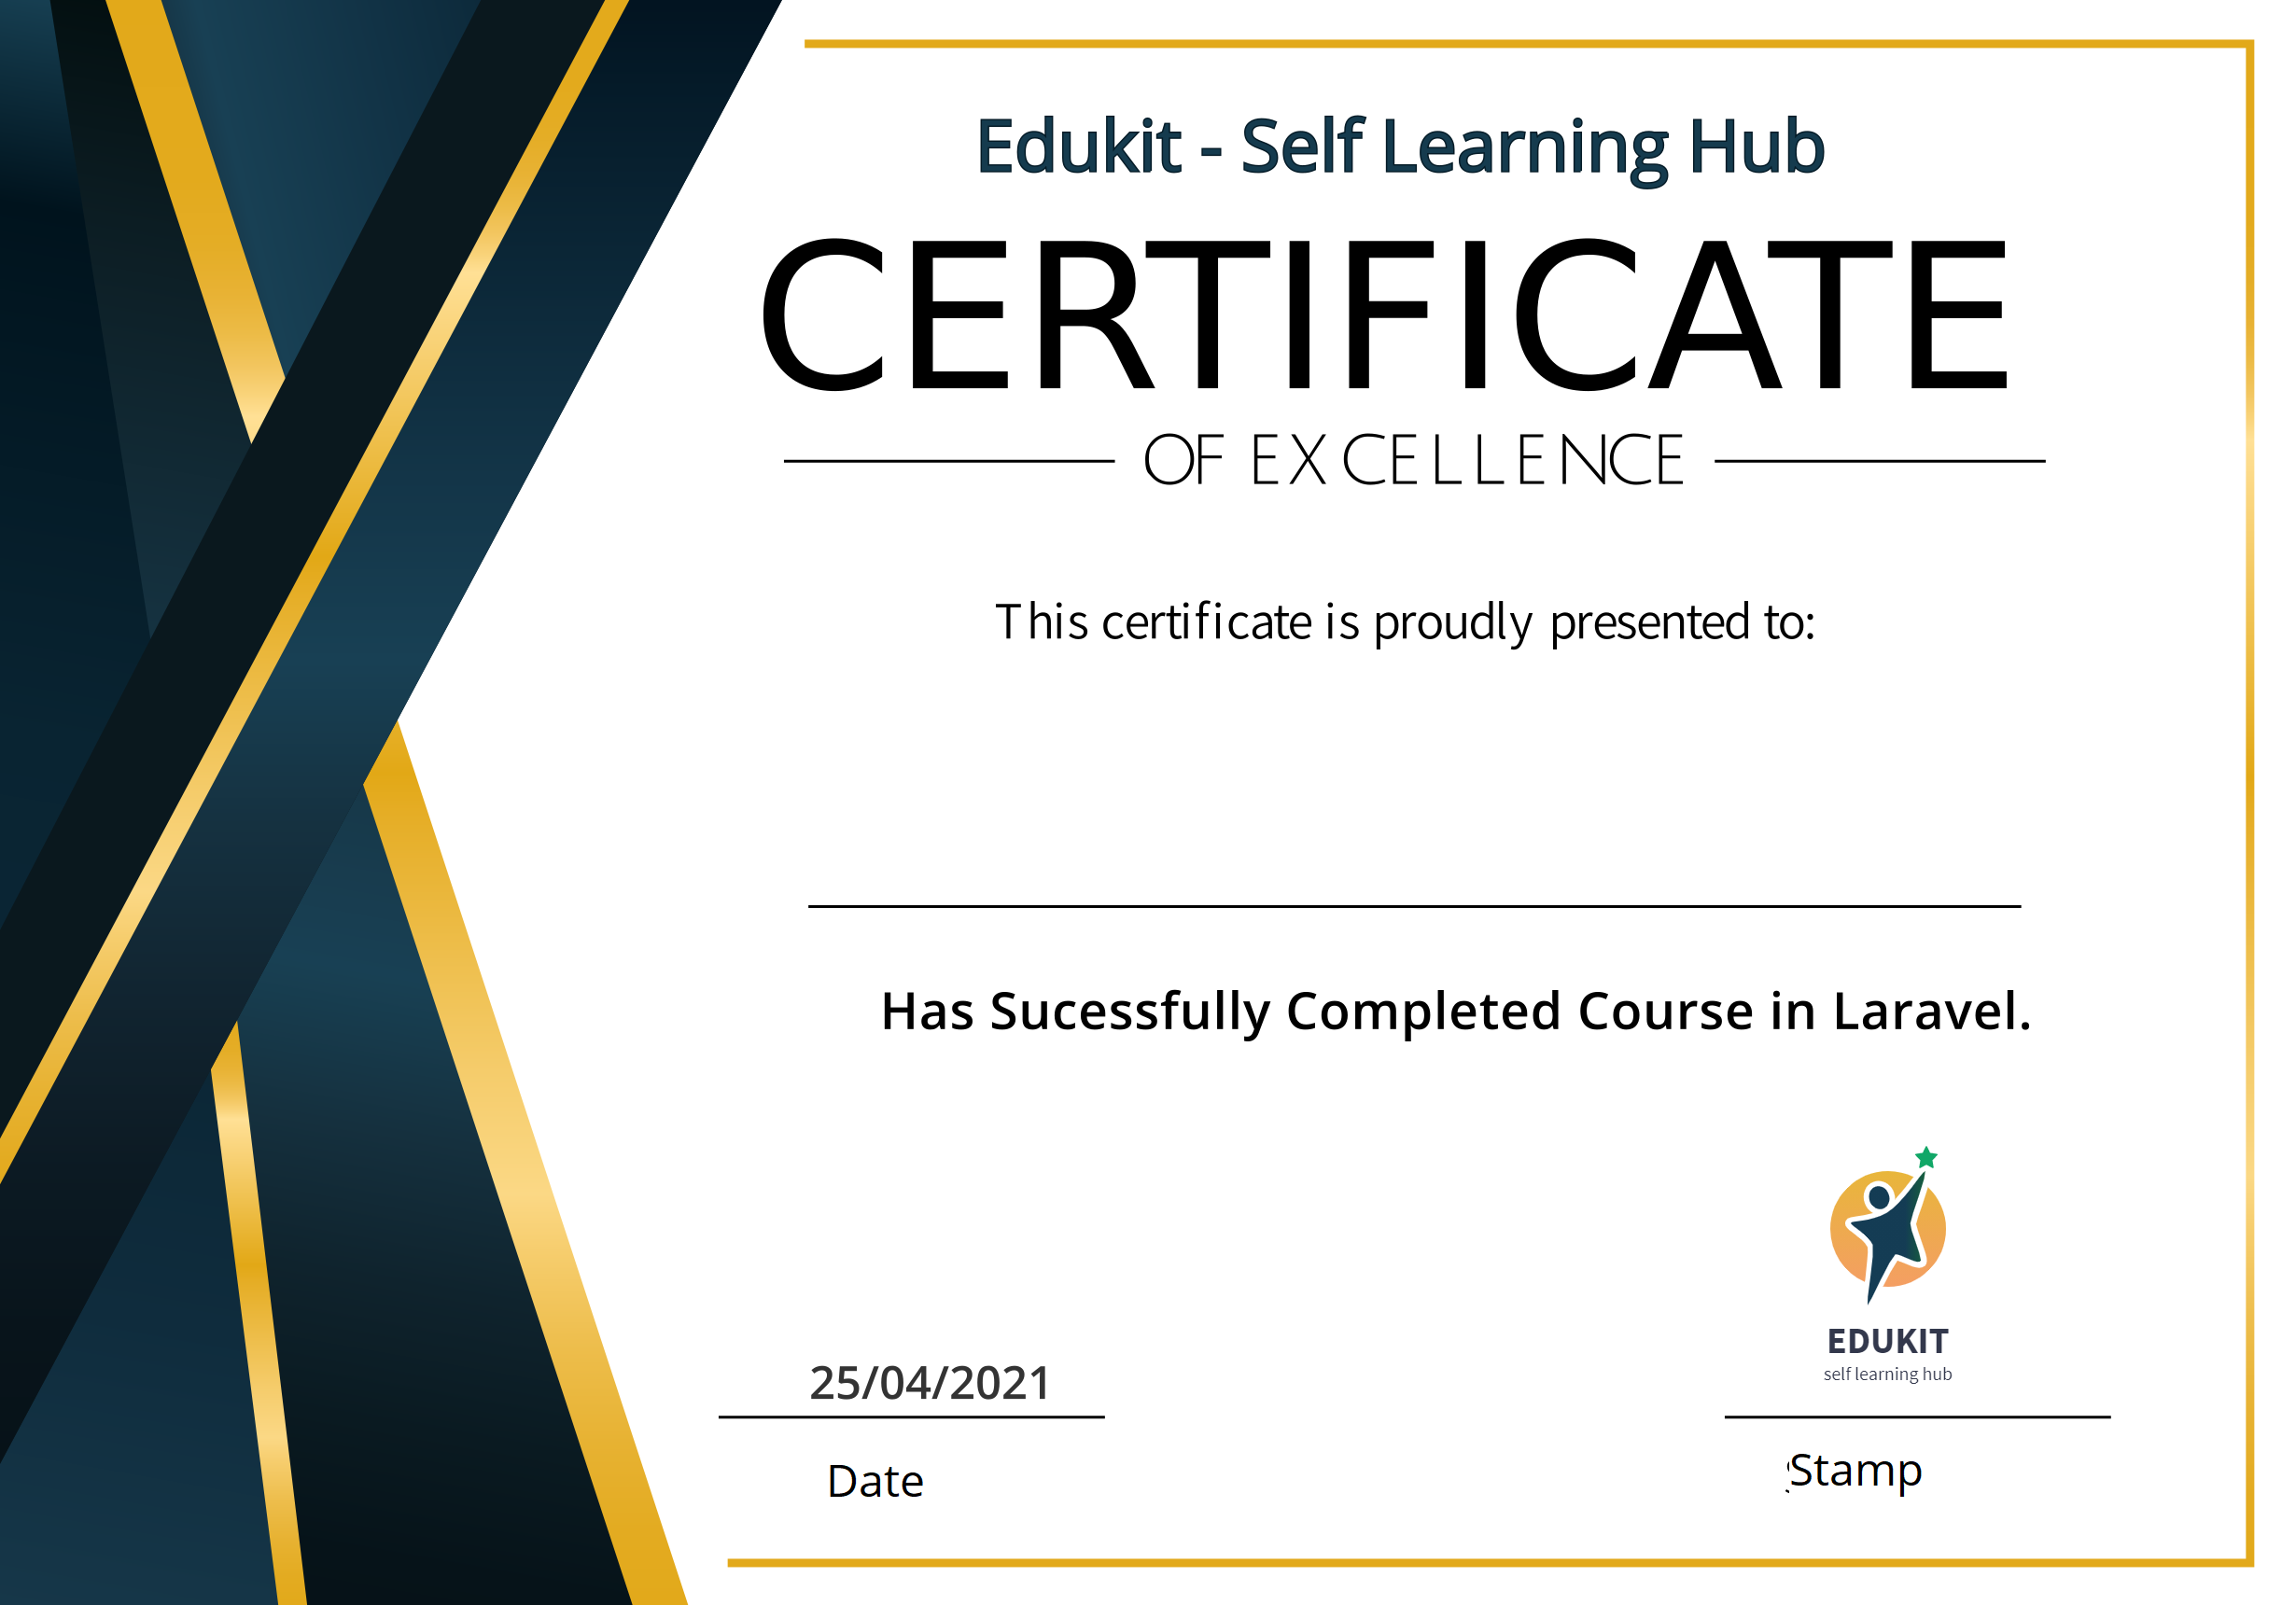 Edukit - Self Learning Hub
CERTIFICATE
OF EXCELLENCE
This certificate is proudly presented to:
Has Sucessfully Completed Course in Laravel.
EDUKIT
self learning hub
25/04/2021
Date
Stamp